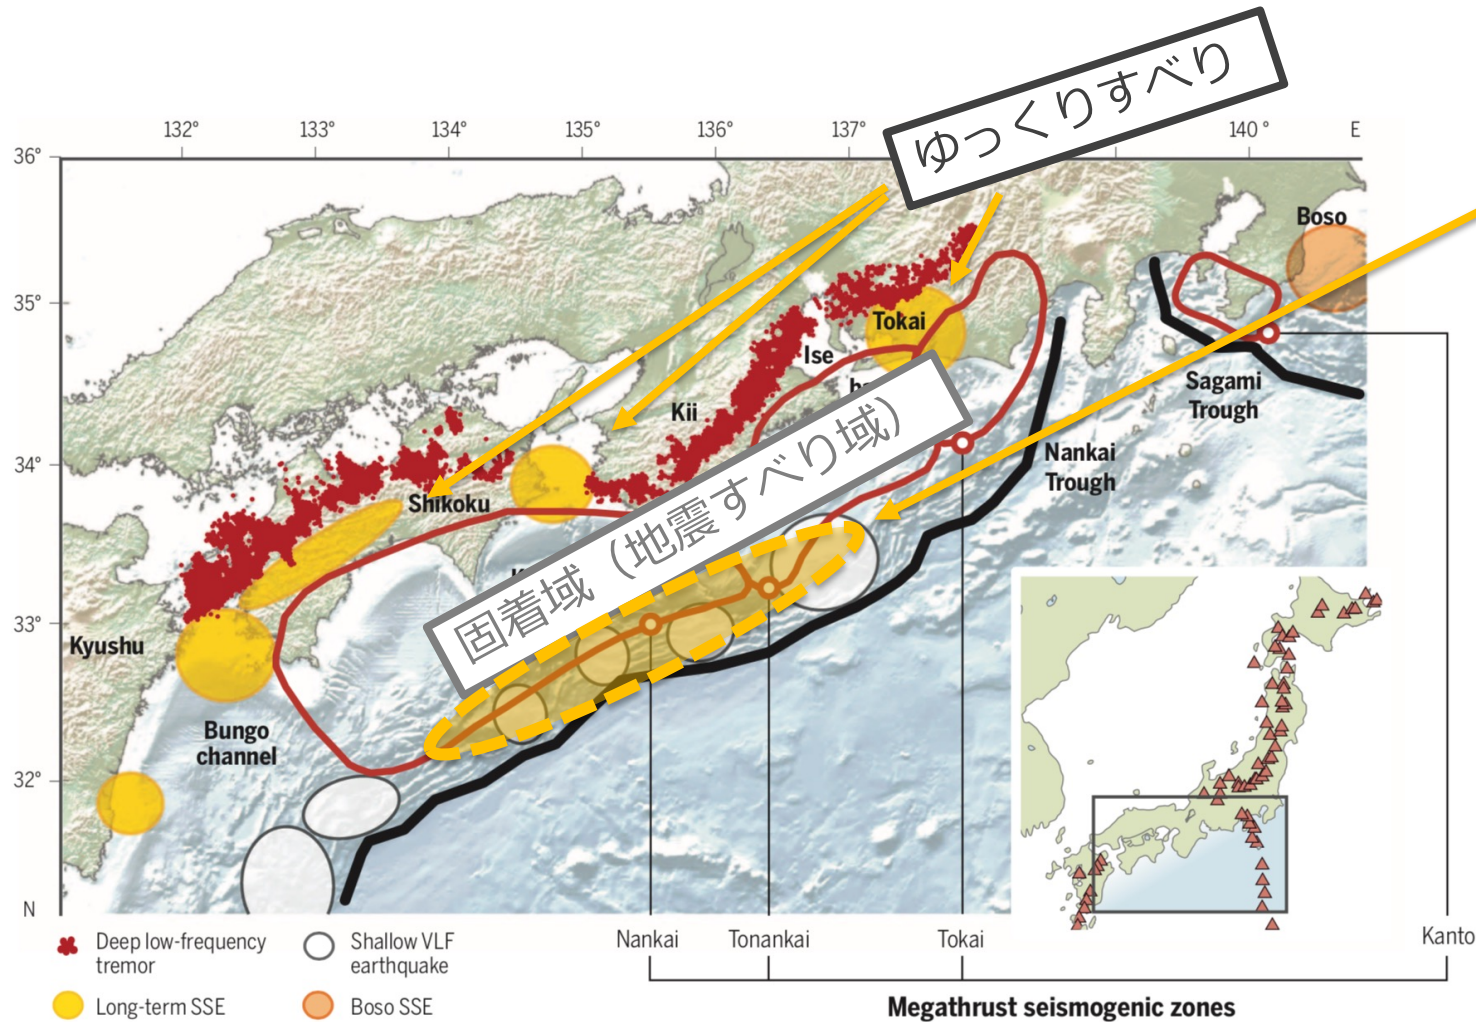 ゆっくりすべり
132°
133°
134°
135°
136°
137°
140°
E
36°
35°
34°
33°
32°
N
Boso
Tokai
Ise
Kii
Sagami
Trough
Nankai
Trough
Shikoku
固着域（地震すべり域）
Kyushu
Bungo
channel
Deep low-frequency
tremor
Shallow VLF
earthquake
Long-term SSE
Boso SSE
Nankai
Tonankai
Tokai
Kanto
Megathrust seismogenic zones